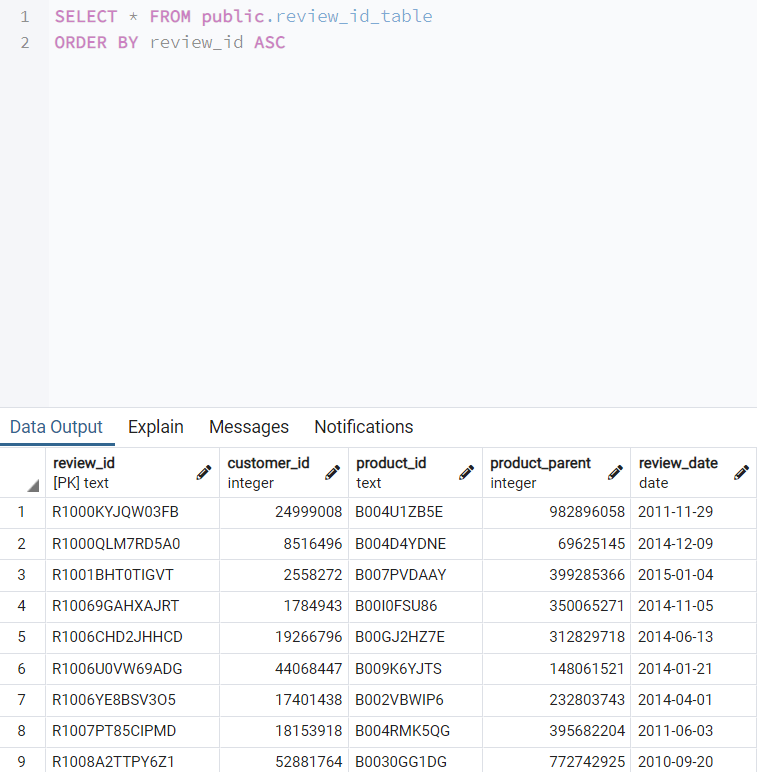 1 SELECT * FROM public.review_id_table
2 ORDER BY review_id ASC
Data Output Explain Messages Notifications
review_id customer_id product_id product_parent review_date
[PK] text integer text integer date
1 R1000KYJQW03FB 24999008 B004U1ZB5E 982896058 2011-11-29
2 R1000QLM7RD5A0 8516496 B004D4YDNE 69625145 2014-12-09
3 R1001BHT0TIGVT 2558272 B007PVDAAY 399285366 2015-01-04
4 R10069GAHXAJRT 1784943 B00I0FSU86 350065271 2014-11-05
5 R1006CHD2JHHCD 19266796 B00GJ2HZ7E 312829718 2014-06-13
6 R1006U0VW69ADG 44068447 B009K6YJTS 148061521 2014-01-21
7 R1006YE8BSV3O5 17401438 B002VBWIP6 232803743 2014-04-01
8 R1007PT85CIPMD 18153918 B004RMK5QG 395682204 2011-06-03
9 R1008A2TTPY6Z1 52881764 B0030GG1DG 772742925 2010-09-20